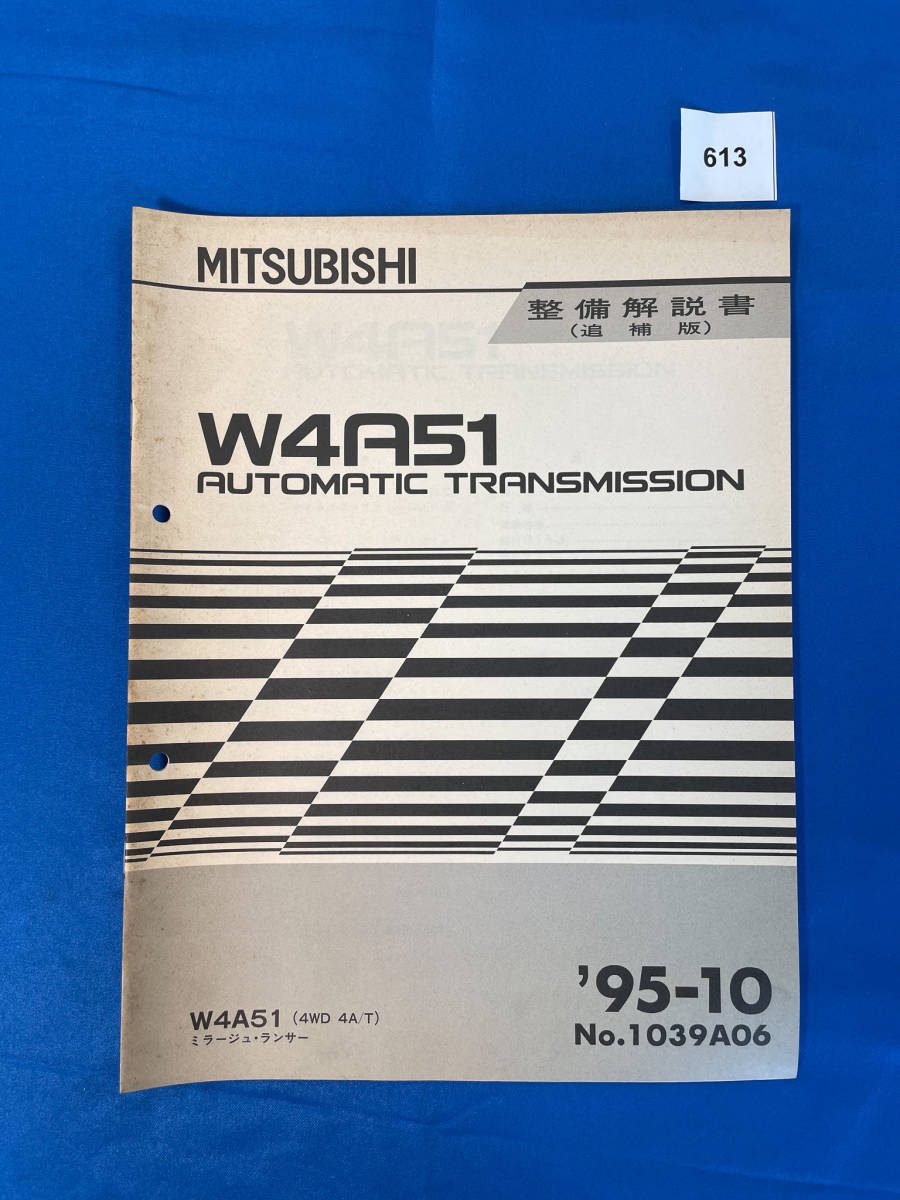 613
MITSUBISHI
整備解説書
(追補版)
W4A51
AUTOMATIC TRANSMISSION
'95-10
No.1039A06
W4A51 (4WD 4A/T)
ミラージュ・ランサー